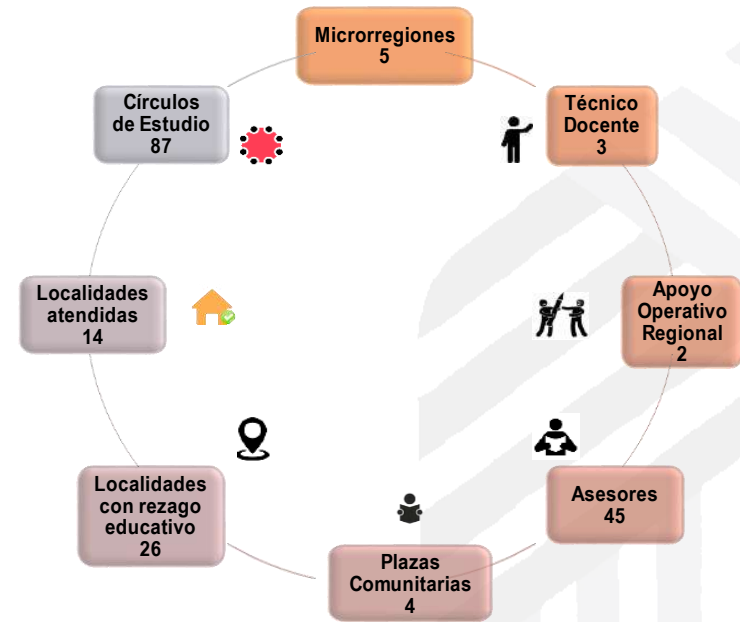 Microrregiones
5
Técnico
Docente
3
Apoyo
Operativo
Regional
2
Asesores
45
Plazas
Comunitarias
4
Localidades
con rezago
educativo
26
Localidades
atendidas
14
Círculos
de Estudio
87